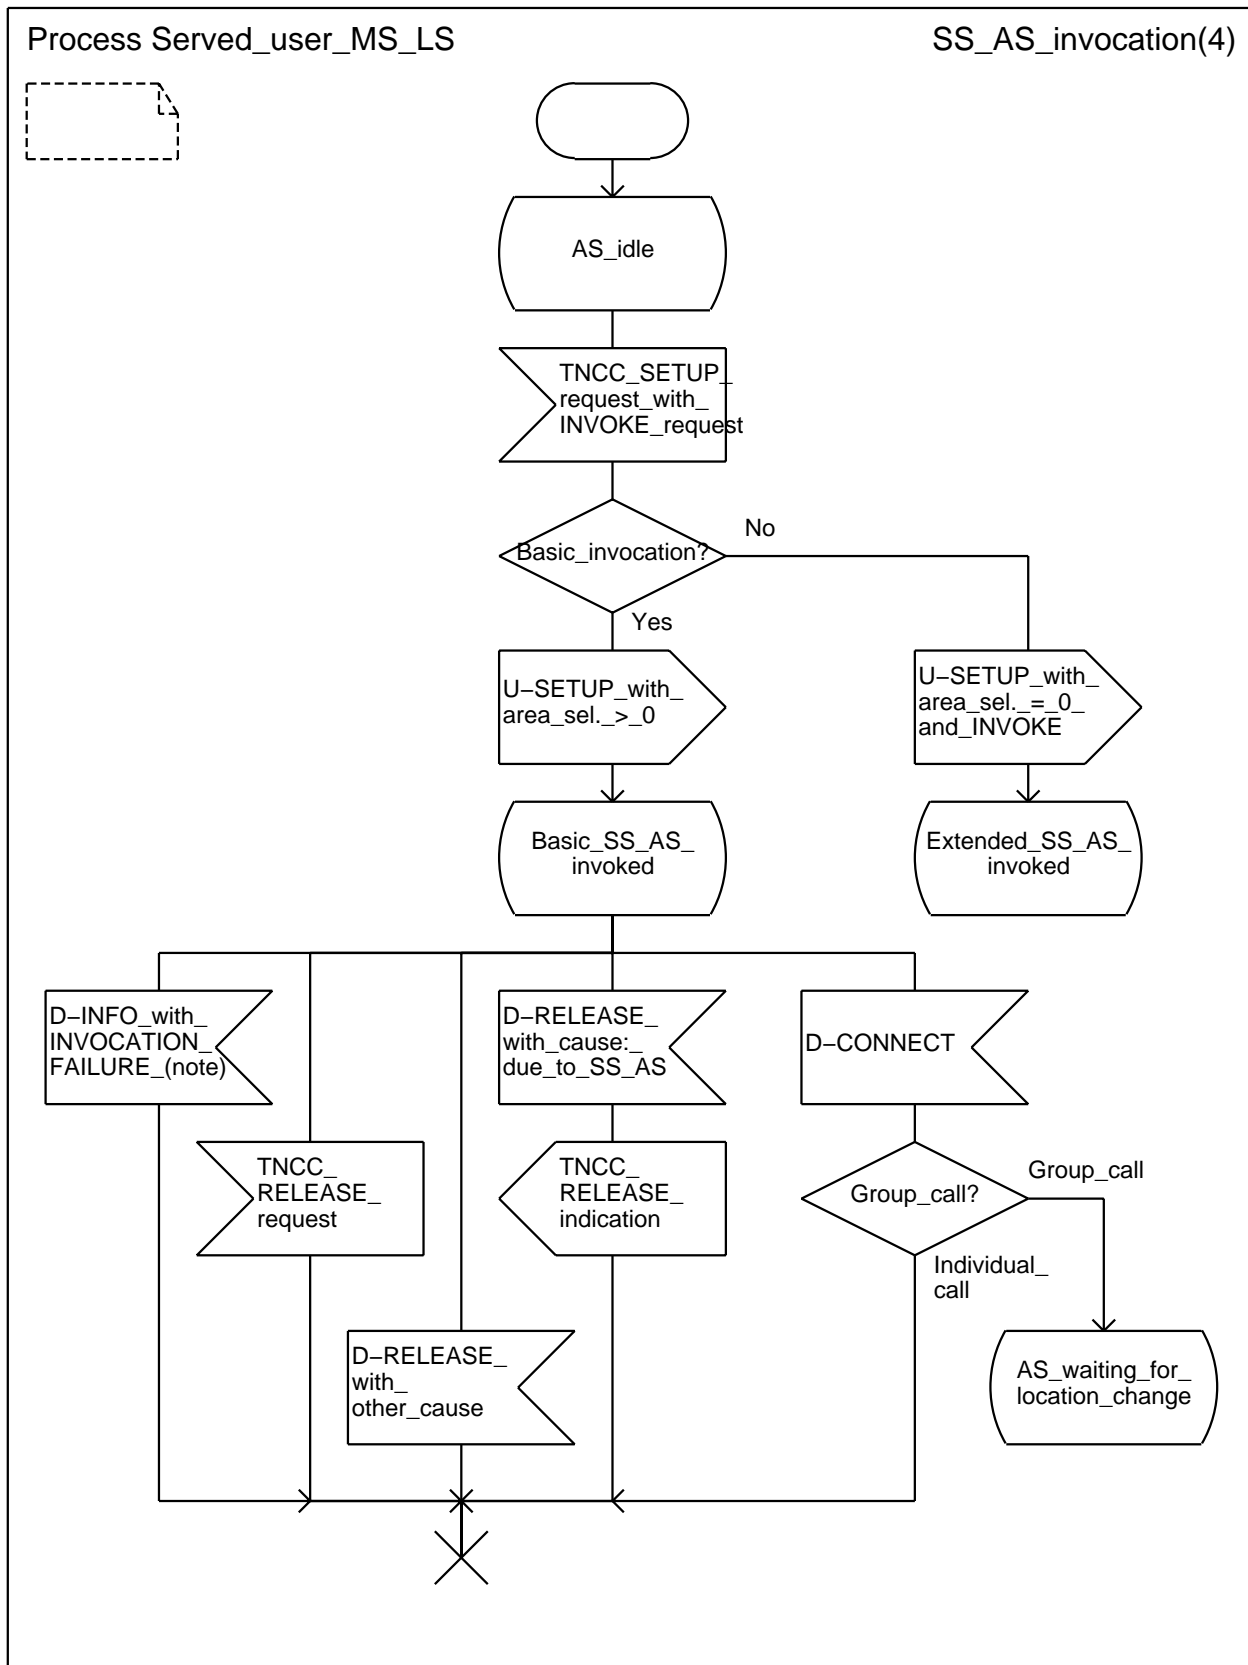 Process Served_user_MS_LS
SS_AS_invocation(4)
AS_idle
TNCC_SETUP_
request_with_
INVOKE_request
Basic_invocation?
No
Yes
U−SETUP_with_
area_sel._>_0
U−SETUP_with_
area_sel._=_0_
and_INVOKE
Basic_SS_AS_
invoked
Extended_SS_AS_
invoked
D−INFO_with_
INVOCATION_
FAILURE_(note)
D−RELEASE_
with_cause:_
due_to_SS_AS
D−CONNECT
TNCC_
RELEASE_
request
TNCC_
RELEASE_
indication
Group_call?
Group_call
Individual_
call
D−RELEASE_
with_
other_cause
AS_waiting_for_
location_change